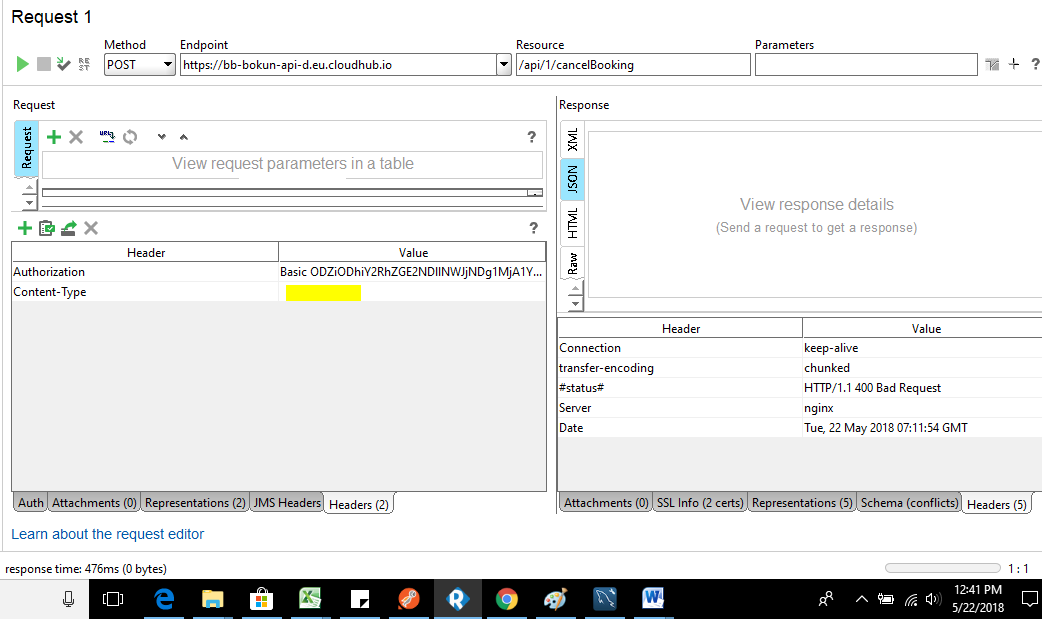 Request 1
Method Endpoint Resource Parameters
REST POST https://bb-bokun-api-d.eu.cloudhub.io /api/1/cancelBooking + ?
Request Response
Request URL ?
View request parameters in a table
XML
JSON
HTML
Raw
View response details
(Send a request to get a response)
?
Header Value
Authorization Basic ODZiODhiY2RhZGE2NDllNWJjNDg1MjA1Y...
Content-Type
Header Value
Connection keep-alive
transfer-encoding chunked
#status# HTTP/1.1 400 Bad Request
Server nginx
Date Tue, 22 May 2018 07:11:54 GMT
Auth Attachments (0) Representations (2) JMS Headers Headers (2)
Attachments (0) SSL Info (2 certs) Representations (5) Schema (conflicts) Headers (5)
Learn about the request editor
response time: 476ms (0 bytes) 1 : 1
12:41 PM
5/22/2018